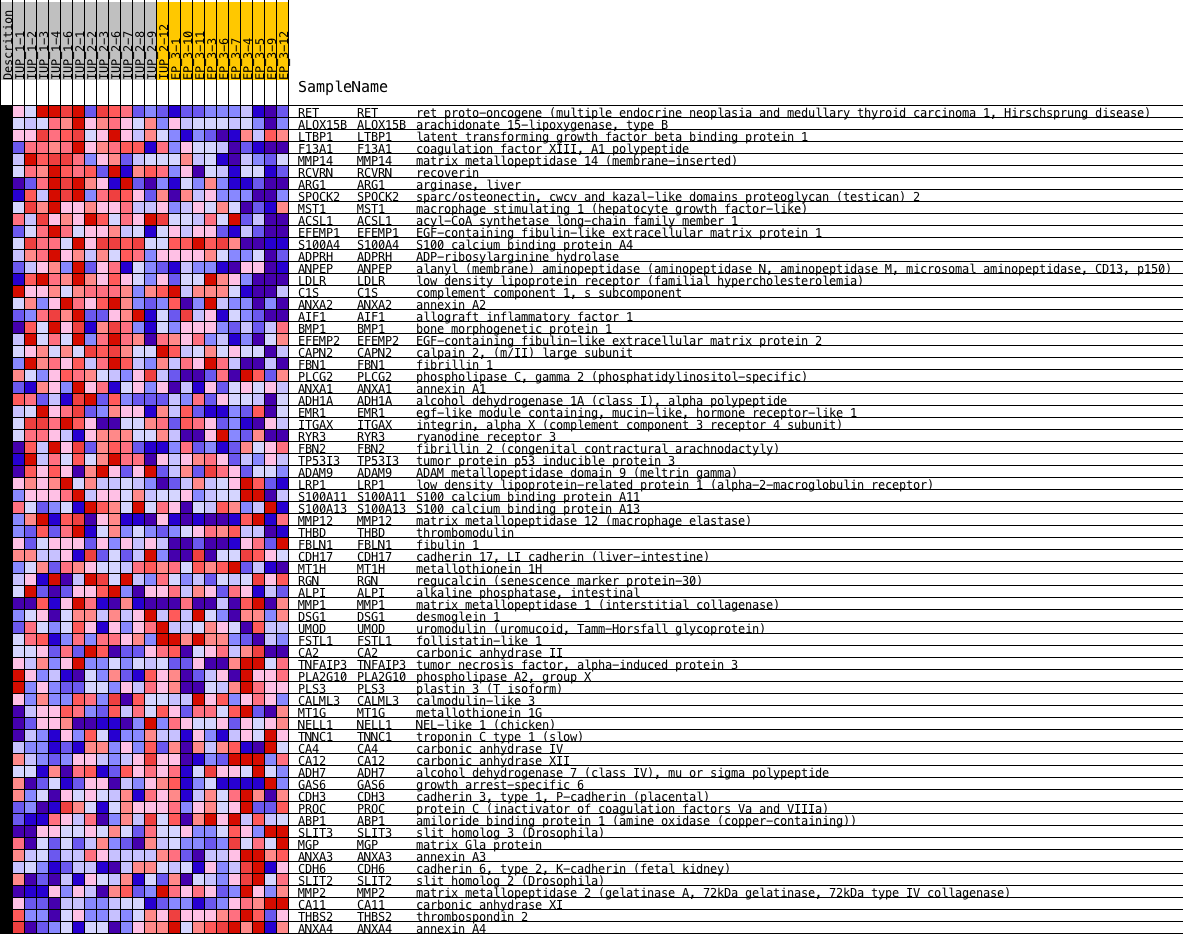 Descrition
IUP_1-1
IUP_1-2
IUP_1-3
IUP_1-4
IUP_1-6
IUP_2-1
IUP_2-2
IUP_2-3
IUP_2-6
IUP_2-7
IUP_2-8
IUP_2-9
IUP_2-12
EP_3-1
EP_3-10
EP_3-11
EP_3-3
EP_3-6
EP_3-7
EP_3-4
EP_3-5
EP_3-9
EP_3-12
SampleName
RET RET ret proto-oncogene (multiple endocrine neoplasia and medullary thyroid carcinoma 1, Hirschsprung disease)
ALOX15B ALOX15B arachidonate 15-lipoxygenase, type B
LTBP1 LTBP1 latent transforming growth factor beta binding protein 1
F13A1 F13A1 coagulation factor XIII, A1 polypeptide
MMP14 MMP14 matrix metallopeptidase 14 (membrane-inserted)
RCVRN RCVRN recoverin
ARG1 ARG1 arginase, liver
SPOCK2 SPOCK2 sparc/osteonectin, cwcv and kazal-like domains proteoglycan (testican) 2
MST1 MST1 macrophage stimulating 1 (hepatocyte growth factor-like)
ACSL1 ACSL1 acyl-CoA synthetase long-chain family member 1
EFEMP1 EFEMP1 EGF-containing fibulin-like extracellular matrix protein 1
S100A4 S100A4 S100 calcium binding protein A4
ADPRH ADPRH ADP-ribosylarginine hydrolase
ANPEP ANPEP alanyl (membrane) aminopeptidase (aminopeptidase N, aminopeptidase M, microsomal aminopeptidase, CD13, p150)
LDLR LDLR low density lipoprotein receptor (familial hypercholesterolemia)
C1S C1S complement component 1, s subcomponent
ANXA2 ANXA2 annexin A2
AIF1 AIF1 allograft inflammatory factor 1
BMP1 BMP1 bone morphogenetic protein 1
EFEMP2 EFEMP2 EGF-containing fibulin-like extracellular matrix protein 2
CAPN2 CAPN2 calpain 2, (m/II) large subunit
FBN1 FBN1 fibrillin 1
PLCG2 PLCG2 phospholipase C, gamma 2 (phosphatidylinositol-specific)
ANXA1 ANXA1 annexin A1
ADH1A ADH1A alcohol dehydrogenase 1A (class I), alpha polypeptide
EMR1 EMR1 egf-like module containing, mucin-like, hormone receptor-like 1
ITGAX ITGAX integrin, alpha X (complement component 3 receptor 4 subunit)
RYR3 RYR3 ryanodine receptor 3
FBN2 FBN2 fibrillin 2 (congenital contractural arachnodactyly)
TP53I3 TP53I3 tumor protein p53 inducible protein 3
ADAM9 ADAM9 ADAM metallopeptidase domain 9 (meltrin gamma)
LRP1 LRP1 low density lipoprotein-related protein 1 (alpha-2-macroglobulin receptor)
S100A11 S100A11 S100 calcium binding protein A11
S100A13 S100A13 S100 calcium binding protein A13
MMP12 MMP12 matrix metallopeptidase 12 (macrophage elastase)
THBD THBD thrombomodulin
FBLN1 FBLN1 fibulin 1
CDH17 CDH17 cadherin 17, LI cadherin (liver-intestine)
MT1H MT1H metallothionein 1H
RGN RGN regucalcin (senescence marker protein-30)
ALPI ALPI alkaline phosphatase, intestinal
MMP1 MMP1 matrix metallopeptidase 1 (interstitial collagenase)
DSG1 DSG1 desmoglein 1
UMOD UMOD uromodulin (uromucoid, Tamm-Horsfall glycoprotein)
FSTL1 FSTL1 follistatin-like 1
CA2 CA2 carbonic anhydrase II
TNFAIP3 TNFAIP3 tumor necrosis factor, alpha-induced protein 3
PLA2G10 PLA2G10 phospholipase A2, group X
PLS3 PLS3 plastin 3 (T isoform)
CALML3 CALML3 calmodulin-like 3
MT1G MT1G metallothionein 1G
NELL1 NELL1 NEL-like 1 (chicken)
TNNC1 TNNC1 troponin C type 1 (slow)
CA4 CA4 carbonic anhydrase IV
CA12 CA12 carbonic anhydrase XII
ADH7 ADH7 alcohol dehydrogenase 7 (class IV), mu or sigma polypeptide
GAS6 GAS6 growth arrest-specific 6
CDH3 CDH3 cadherin 3, type 1, P-cadherin (placental)
PROC PROC protein C (inactivator of coagulation factors Va and VIIIa)
ABP1 ABP1 amiloride binding protein 1 (amine oxidase (copper-containing))
SLIT3 SLIT3 slit homolog 3 (Drosophila)
MGP MGP matrix Gla protein
ANXA3 ANXA3 annexin A3
CDH6 CDH6 cadherin 6, type 2, K-cadherin (fetal kidney)
SLIT2 SLIT2 slit homolog 2 (Drosophila)
MMP2 MMP2 matrix metallopeptidase 2 (gelatinase A, 72kDa gelatinase, 72kDa type IV collagenase)
CA11 CA11 carbonic anhydrase XI
THBS2 THBS2 thrombospondin 2
ANXA4 ANXA4 annexin A4